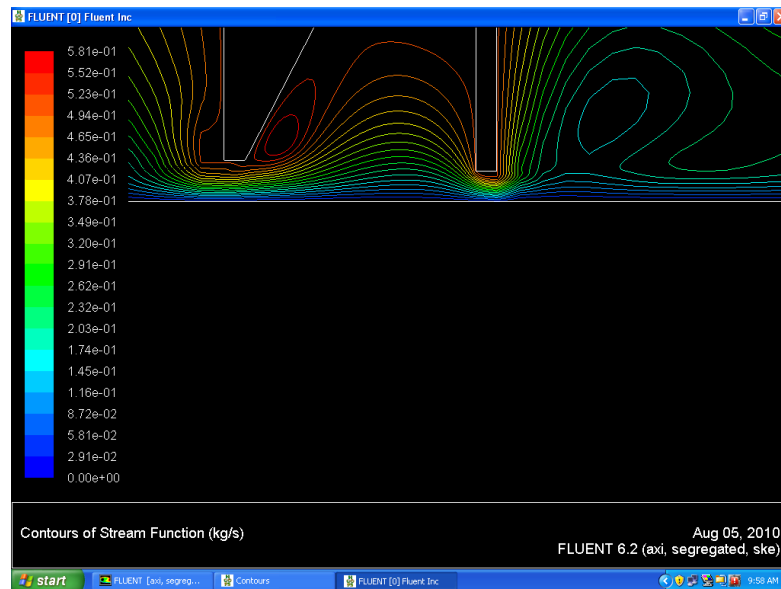 FLUENT [0] Fluent Inc
5.81e-01
5.52e-01
5.23e-01
4.94e-01
4.65e-01
4.36e-01
4.07e-01
3.78e-01
3.49e-01
3.20e-01
2.91e-01
2.62e-01
2.32e-01
2.03e-01
1.74e-01
1.45e-01
1.16e-01
8.72e-02
5.81e-02
2.91e-02
0.00e+00
Contours of Stream Function (kg/s)
Aug 05, 2010
FLUENT 6.2 (axi, segregated, ske)
start
FLUENT [axi, segreg...
Contours
FLUENT [0] Fluent Inc
9:58 AM